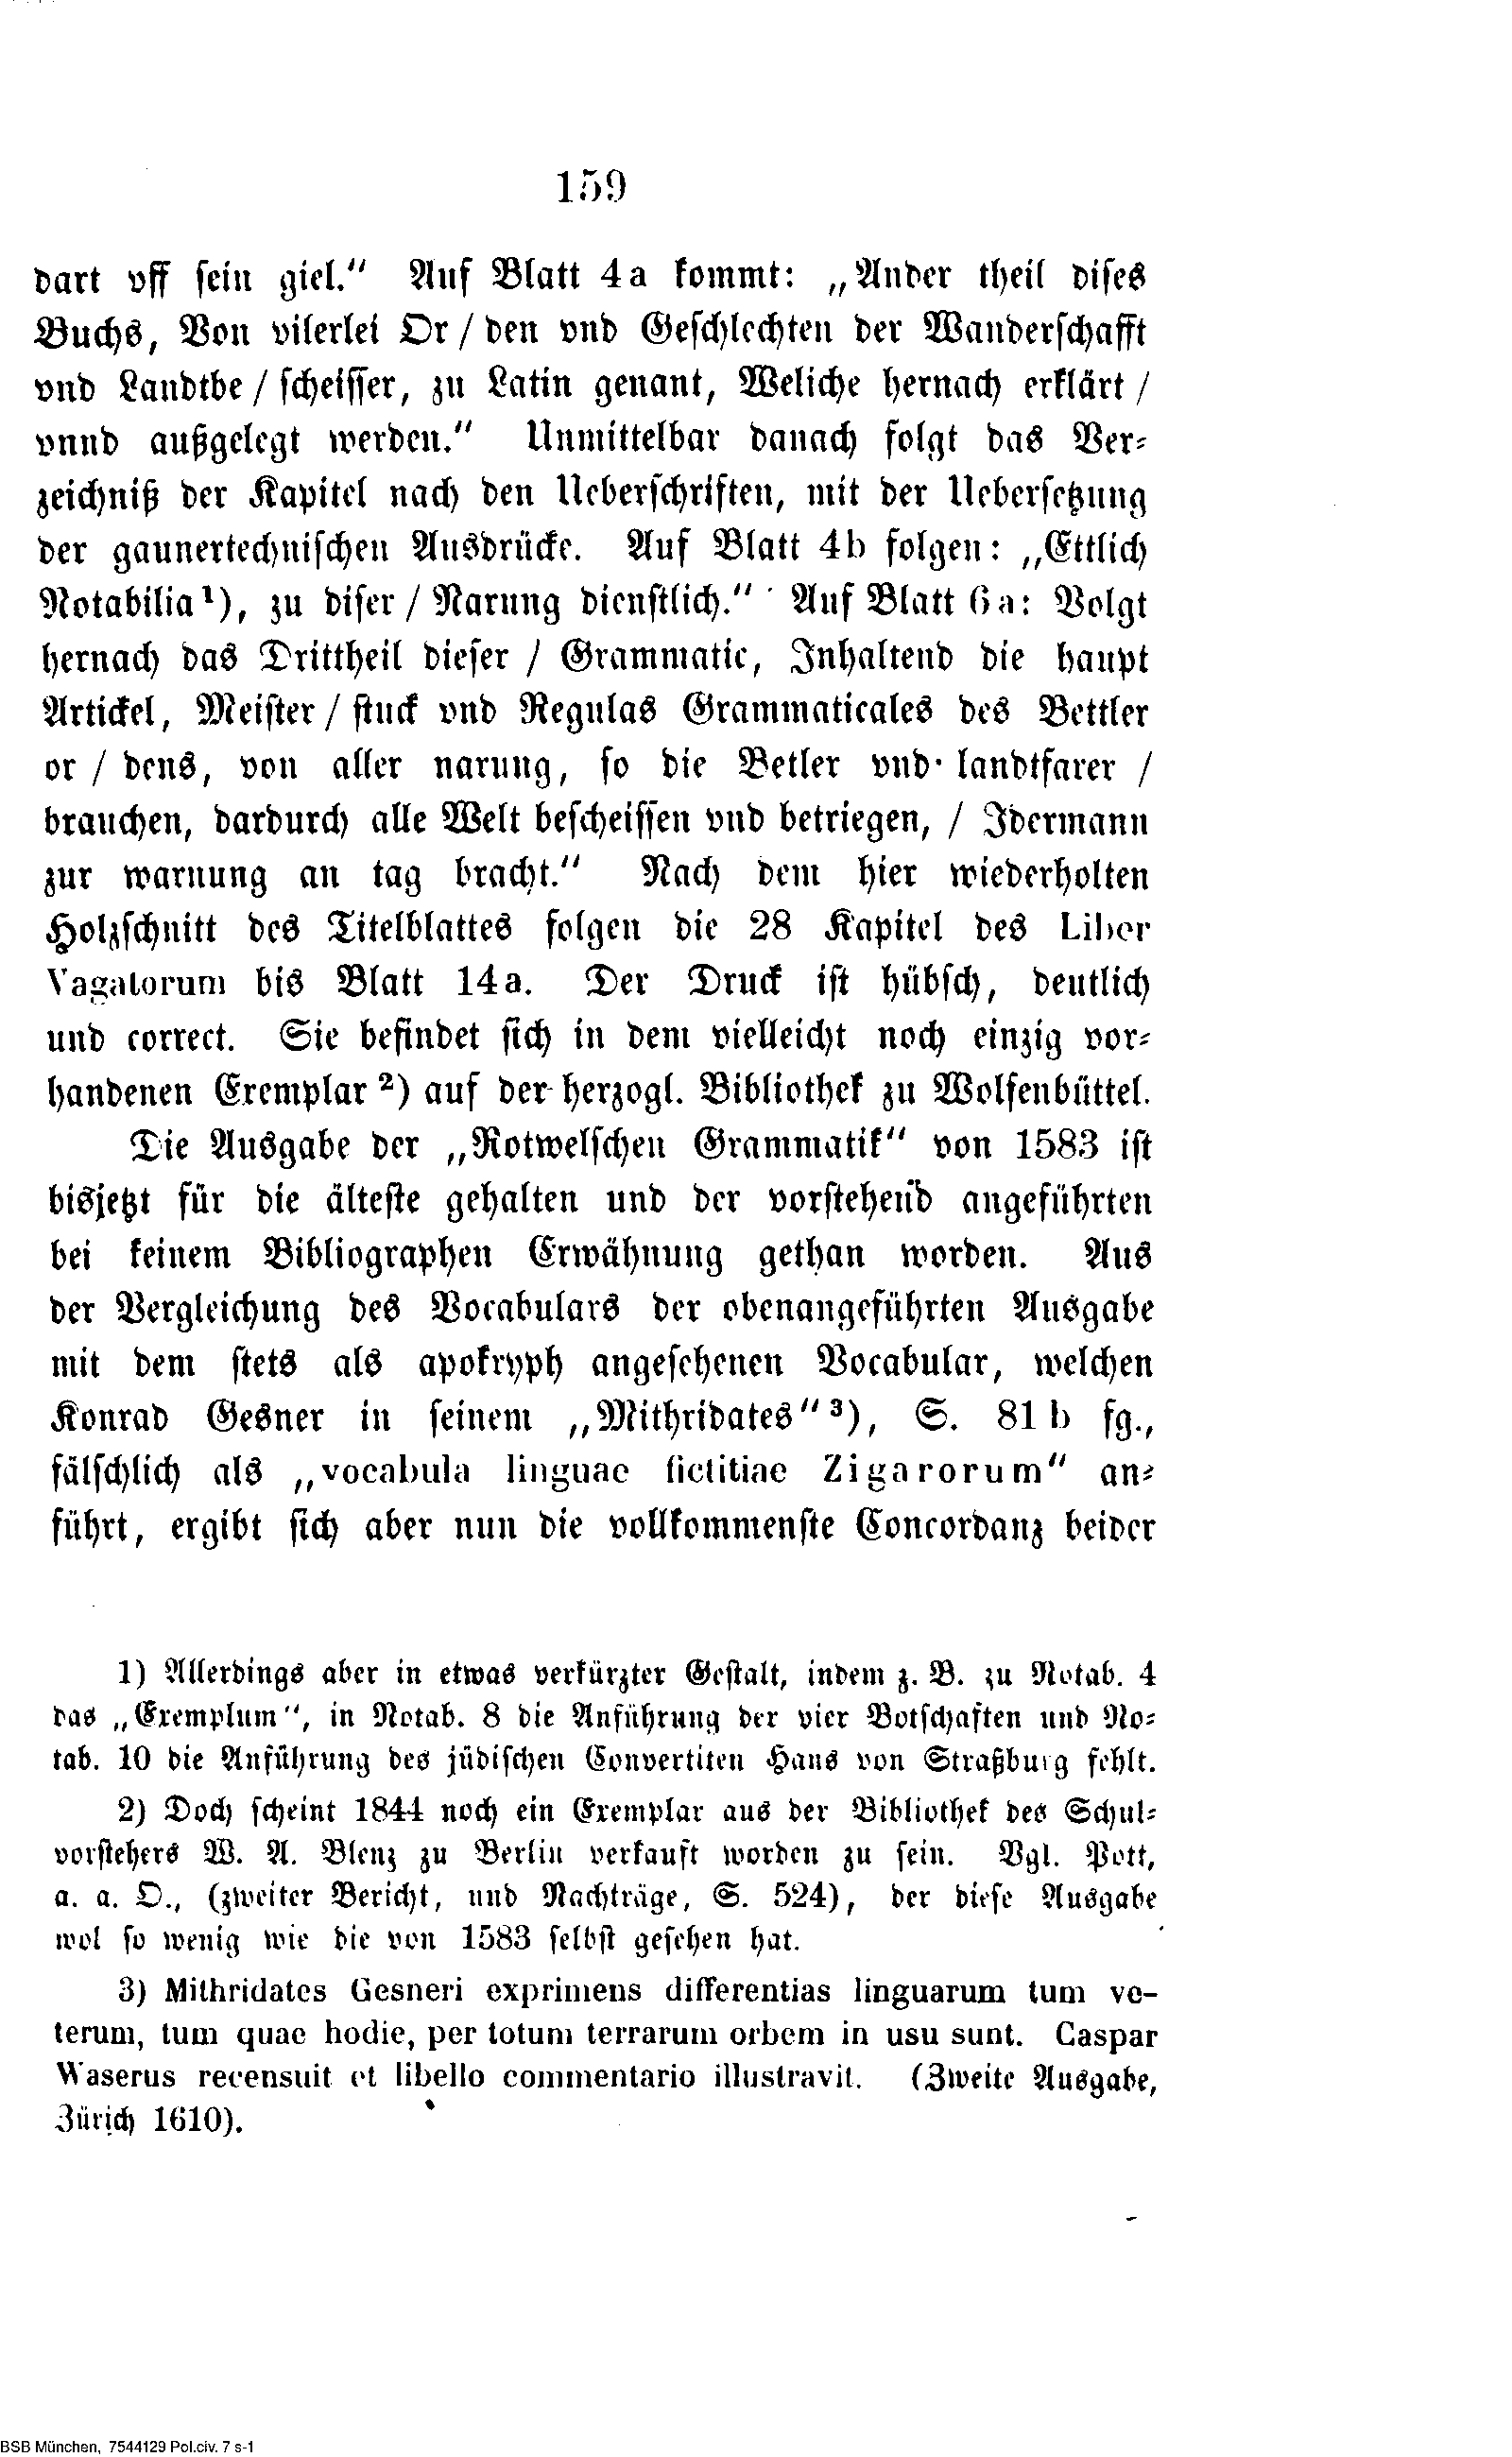 159
dart vff ſein giel.“ Auf Blatt 4a kommt: „Ander theil diſes
Buchs, Von vilerlei Or / den vnd Geſchlechten der Wanderſchafft
vnd Landtbe / ſcheiſſer, zu Latin genant, Weliche hernach erklärt /
vnnd außgelegt werden.“ Unmittelbar danach folgt das Ver⸗
zeichniß der Kapitel nach den Ueberſchriften, mit der Ueberſetzung
der gaunertechniſchen Ausdrücke. Auf Blatt 4b folgen: „Ettlich
Notabilia¹), zu diſer / Narung dienſtlich.“ Auf Blatt 6a: Volgt
hernach das Drittheil dieſer / Grammatic, Inhaltend die haupt
Artickel, Meiſter / ſtuck vnd Regulas Grammaticales des Bettler
or / dens, von aller narung, ſo die Betler vnd landtfarer /
brauchen, dardurch alle Welt beſcheiſſen vnd betriegen, / Idermann
zur warnung an tag bracht.“ Nach dem hier wiederholten
Holzſchnitt des Titelblattes folgen die 28 Kapitel des Liber
Vagatorum bis Blatt 14a. Der Druck iſt hübſch, deutlich
und correct. Sie befindet ſich in dem vielleicht noch einzig vor⸗
handenen Exemplar²) auf der herzogl. Bibliothek zu Wolfenbüttel.
Die Ausgabe der „Rotwelſchen Grammatik“ von 1583 iſt
bisjetzt für die älteſte gehalten und der vorſtehend angeführten
bei keinem Bibliographen Erwähnung gethan worden. Aus
der Vergleichung des Vocabulars der obenangeführten Ausgabe
mit dem ſtets als apokryph angeſehenen Vocabular, welchen
Konrad Gesner in ſeinem „Mithridates“³), S. 81b fg.,
fälſchlich als „vocabula linguae fictitiae Zigarorum“ an⸗
führt, ergibt ſich aber nun die vollkommenſte Concordanz beider
1) Allerdings aber in etwas verkürzter Geſtalt, indem z. B. zu Notab. 4
das „Exemplum“, in Notab. 8 die Anführung der vier Botſchaften und No⸗
tab. 10 die Anführung des jüdiſchen Convertiten Hans von Straßburg fehlt.
2) Doch ſcheint 1844 noch ein Exemplar aus der Bibliothek des Schul⸗
vorſtehers W. A. Blenz zu Berlin verkauft worden zu ſein. Vgl. Pott,
a. a. O., (zweiter Bericht, und Nachträge, S. 524), der dieſe Ausgabe
wol ſo wenig wie die von 1583 ſelbſt geſehen hat.
3) Mithridates Gesneri exprimens differentias linguarum tum ve-
terum, tum quae hodie, per totum terrarum orbem in usu sunt. Caspar
Waserus recensuit et libello commentario illustravit. (Zweite Ausgabe,
Zürich 1610).
BSB München, 7544129 Pol.civ. 7 s-1